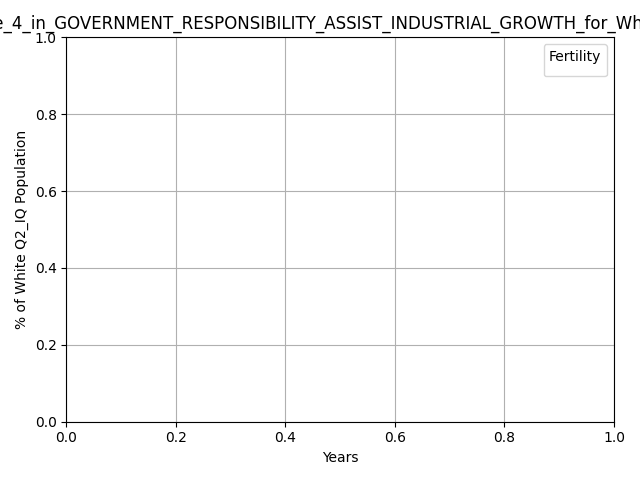 e_4_in_GOVERNMENT_RESPONSIBILITY_ASSIST_INDUSTRIAL_GROWTH_for_Wh
Fertility
% of White Q2_IQ Population
1.0
0.8
0.6
0.4
0.2
0.0
0.0 0.2 0.4 0.6 0.8 1.0
Years